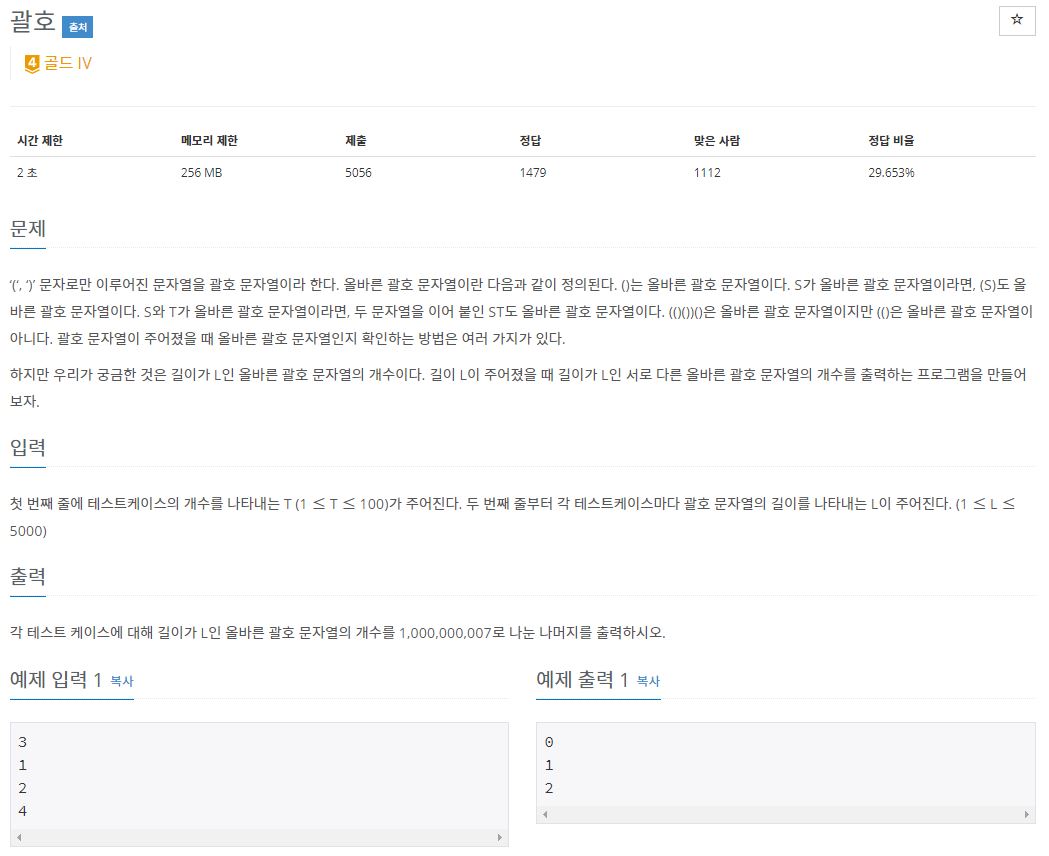 괄호 출처
☆
4 골드 IV
시간 제한 메모리 제한 제출 정답 맞은 사람 정답 비율
2 초 256 MB 5056 1479 1112 29.653%
문제
‘(‘, ‘)’ 문자로만 이루어진 문자열을 괄호 문자열이라 한다. 올바른 괄호 문자열이란 다음과 같이 정의된다. ()는 올바른 괄호 문자열이다. S가 올바른 괄호 문자열이라면, (S)도 올
바른 괄호 문자열이다. S와 T가 올바른 괄호 문자열이라면, 두 문자열을 이어 붙인 ST도 올바른 괄호 문자열이다. (()())()은 올바른 괄호 문자열이지만 (()은 올바른 괄호 문자열이
아니다. 괄호 문자열이 주어졌을 때 올바른 괄호 문자열인지 확인하는 방법은 여러 가지가 있다.
하지만 우리가 궁금한 것은 길이가 L인 올바른 괄호 문자열의 개수이다. 길이 L이 주어졌을 때 길이가 L인 서로 다른 올바른 괄호 문자열의 개수를 출력하는 프로그램을 만들어
보자.
입력
첫 번째 줄에 테스트케이스의 개수를 나타내는 T (1 ≤ T ≤ 100)가 주어진다. 두 번째 줄부터 각 테스트케이스마다 괄호 문자열의 길이를 나타내는 L이 주어진다. (1 ≤ L ≤
5000)
출력
각 테스트 케이스에 대해 길이가 L인 올바른 괄호 문자열의 개수를 1,000,000,007로 나눈 나머지를 출력하시오.
예제 입력 1 복사
3
1
2
4
예제 출력 1 복사
0
1
2